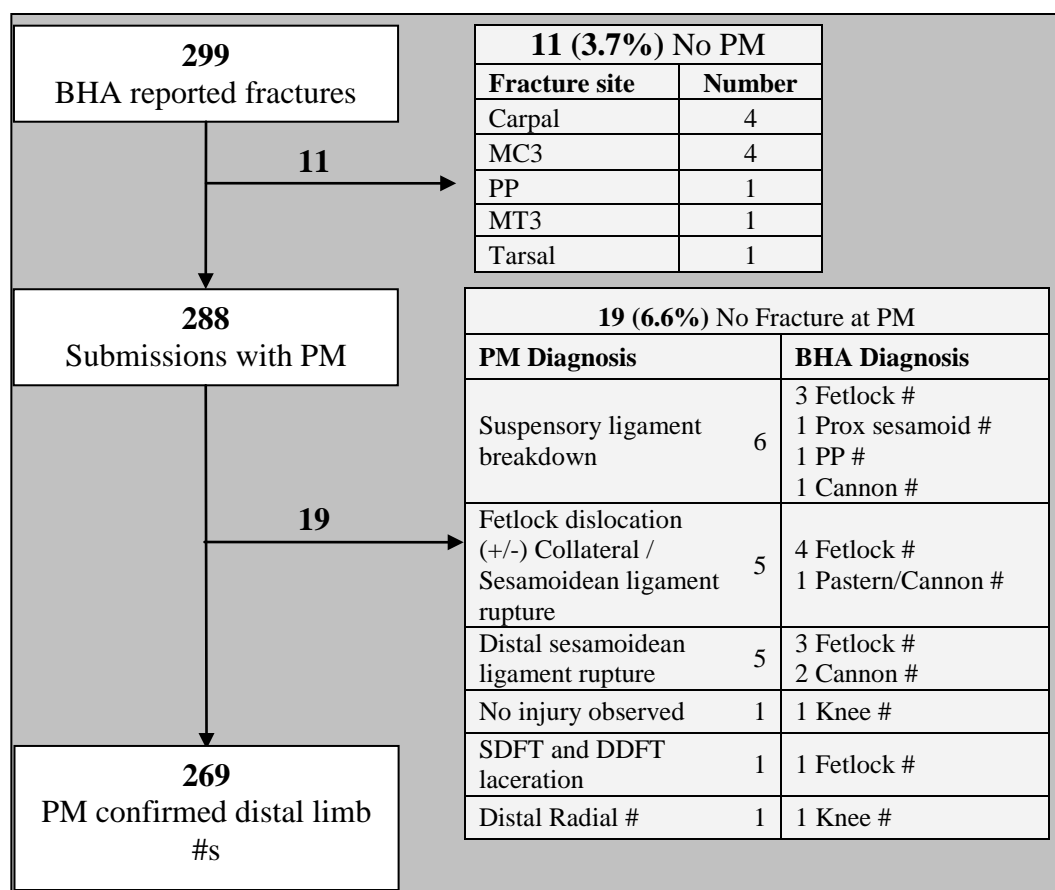 299
BHA reported fractures
11
11 (3.7%) No PM
Fracture site Number
Carpal 4
MC3 4
PP 1
MT3 1
Tarsal 1
288
Submissions with PM
19
19 (6.6%) No Fracture at PM
PM Diagnosis BHA Diagnosis
Suspensory ligament
breakdown
6
3 Fetlock #
1 Prox sesamoid #
1 PP #
1 Cannon #
Fetlock dislocation
(+/-) Collateral /
Sesamoidean ligament
rupture
5
4 Fetlock #
1 Pastern/Cannon #
Distal sesamoidean
ligament rupture
5
3 Fetlock #
2 Cannon #
No injury observed 1 1 Knee #
SDFT and DDFT
laceration
1
1 Fetlock #
Distal Radial # 1 1 Knee #
269
PM confirmed distal limb
#s